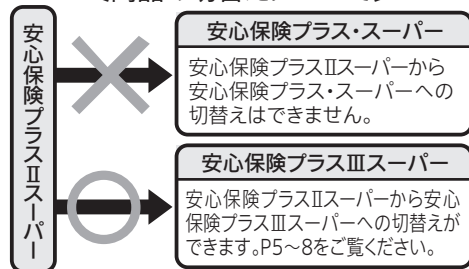 安心保険プラスⅡスーパー
安心保険プラス・スーパー
安心保険プラスⅡスーパーから
安心保険プラス・スーパーへの
切替えはできません。
安心保険プラスⅢスーパー
安心保険プラスⅡスーパーから安心
保険プラスⅢスーパーへの切替えが
できます。P5~8をご覧ください。